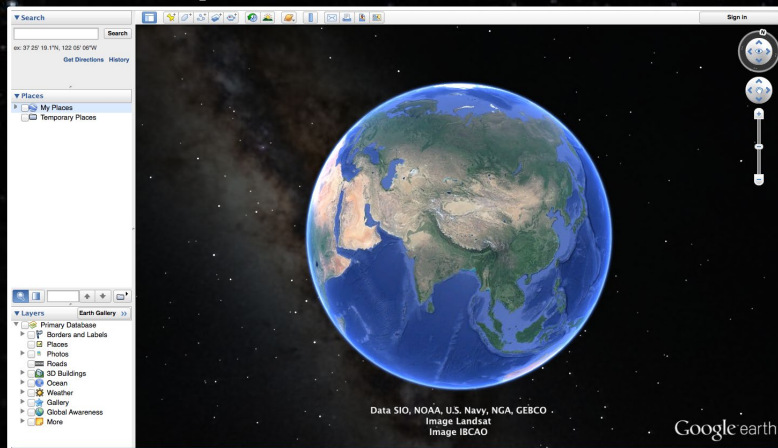 ▼ Search
Sign in
Search
ex: 37 25' 19.1"N, 122 05' 06"W
Get Directions History
N
▼ Places
My Places
Temporary Places
▼ Layers
Earth Gallery >>
Primary Database
Borders and Labels
Places
Photos
Roads
3D Buildings
Ocean
Weather
Gallery
Global Awareness
More
Data SIO, NOAA, U.S. Navy, NGA, GEBCO
Image Landsat
Image IBCAO
Google earth